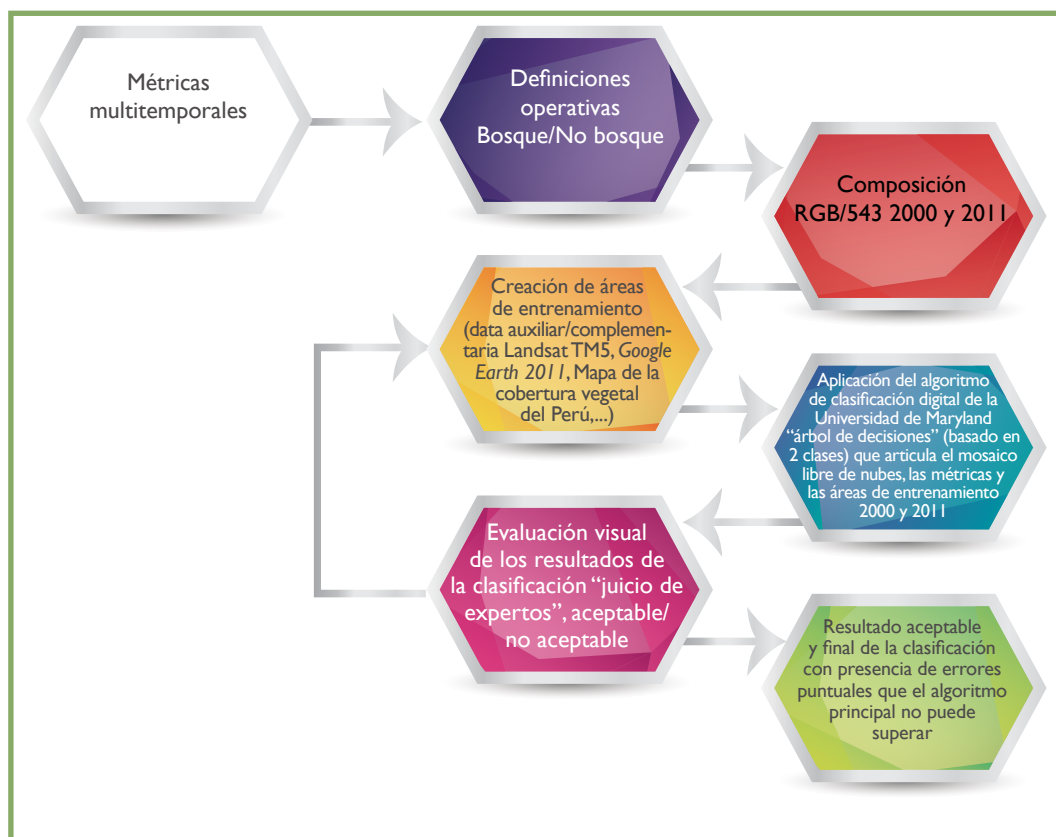 Métricas
multitemporales
Definiciones
operativas
Bosque/No bosque
Composición
RGB/543 2000 y 2011
Creación de áreas
de entrenamiento
(data auxiliar/complemen-
taria Landsat TM5, Google
Earth 2011, Mapa de la
cobertura vegetal
del Perú,...)
Aplicación del algoritmo
de clasificación digital de la
Universidad de Maryland
“árbol de decisiones” (basado en
2 clases) que articula el mosaico
libre de nubes, las métricas y
las áreas de entrenamiento
2000 y 2011
Evaluación visual
de los resultados de
la clasificación “juicio de
expertos”, aceptable/
no aceptable
Resultado aceptable
y final de la clasificación
con presencia de errores
puntuales que el algoritmo
principal no puede
superar